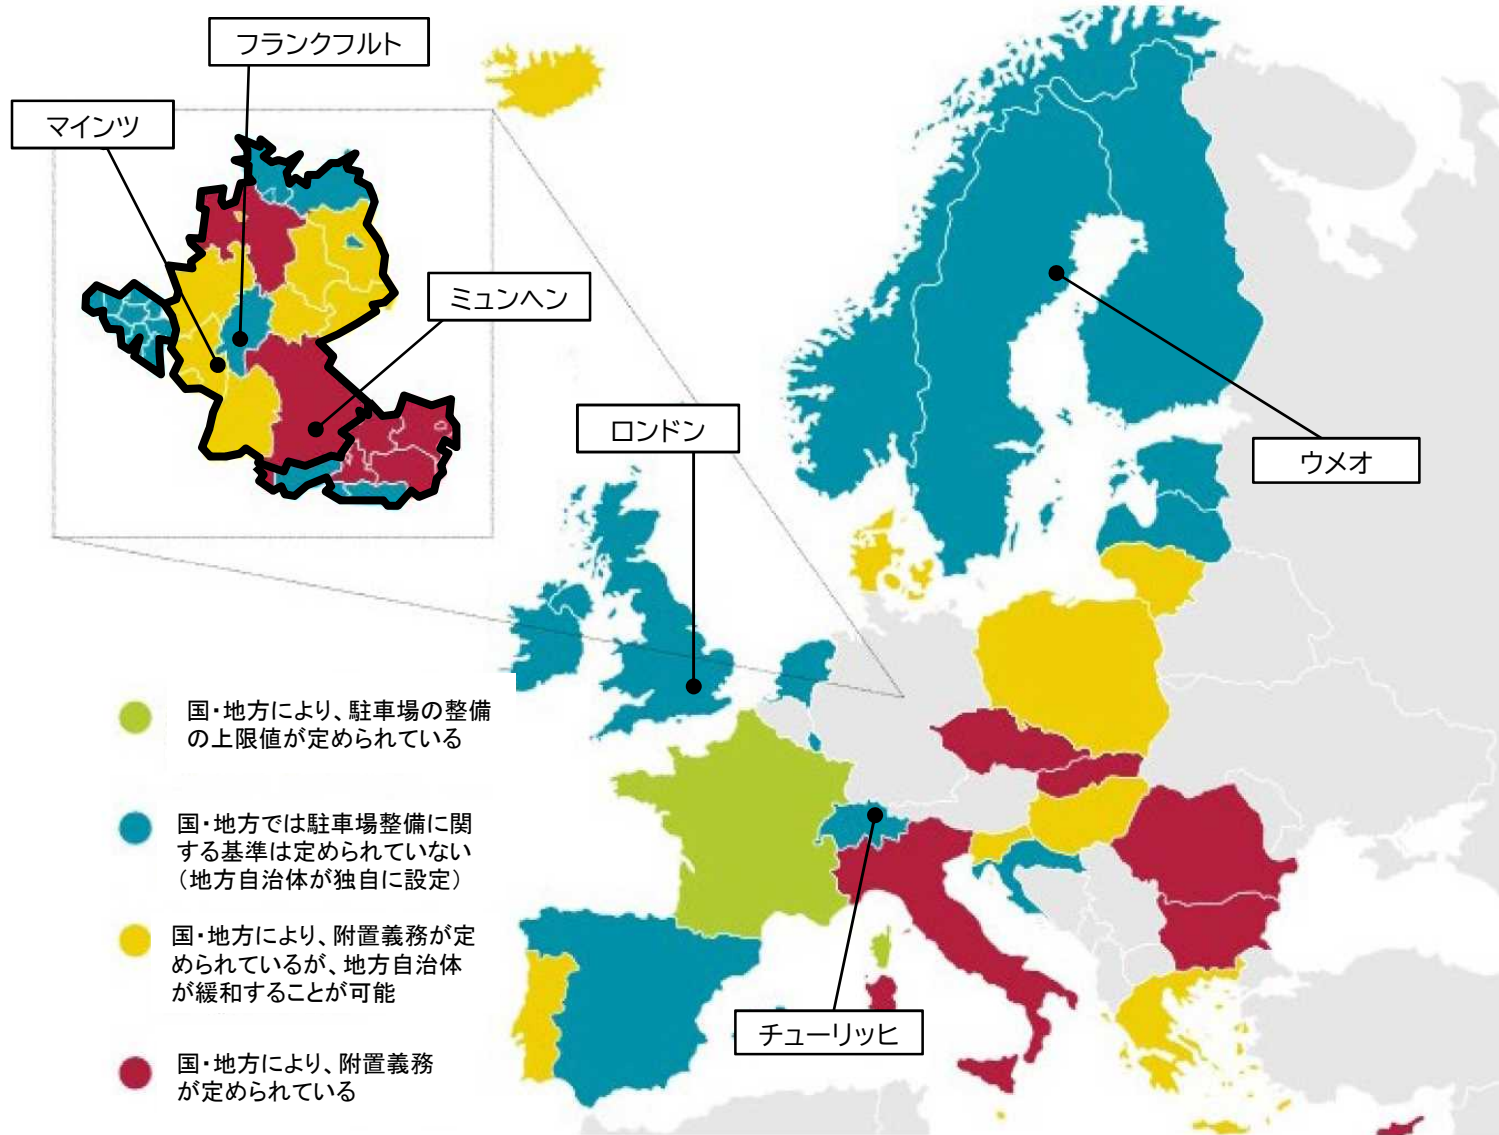 フランクフルト
マインツ
ミュンヘン
ロンドン
ウメオ
国・地方により、駐車場の整備
の上限値が定められている
国・地方では駐車場整備に関
する基準は定められていない
（地方自治体が独自に設定）
国・地方により、附置義務が定
められているが、地方自治体
が緩和することが可能
チューリッヒ
国・地方により、附置義務
が定められている